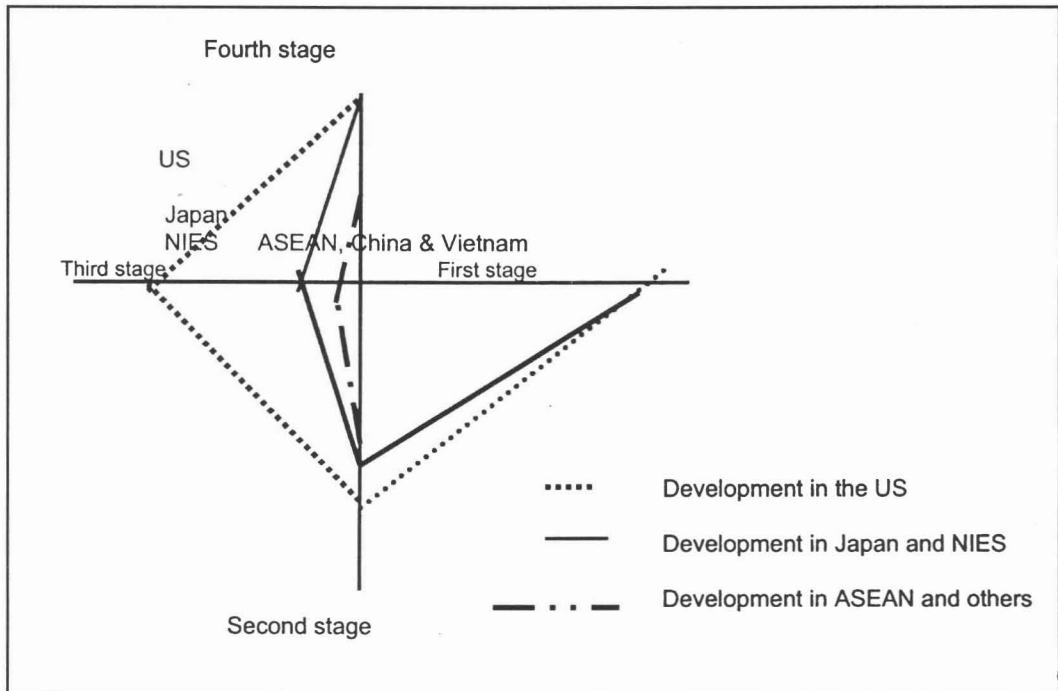 Fourth stage
US
Japan
NIES ASEAN, China & Vietnam
Third stage First stage
Development in the US
Development in Japan and NIES
Development in ASEAN and others
Second stage